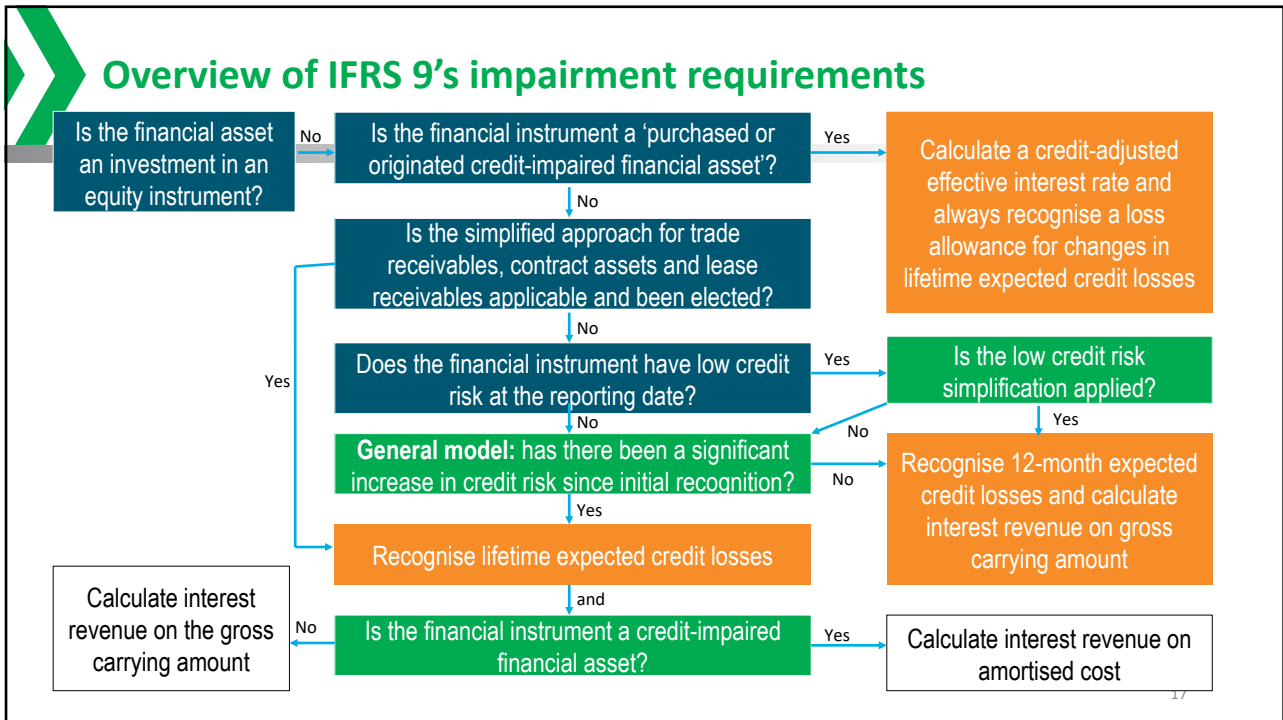 Overview of IFRS 9's impairment requirements
Is the financial asset
an investment in an
equity instrument?
No
Is the financial instrument a ‘purchased or
originated credit-impaired financial asset’?
Yes
Calculate a credit-adjusted
effective interest rate and
always recognise a loss
allowance for changes in
lifetime expected credit losses
No
Is the simplified approach for trade
receivables, contract assets and lease
receivables applicable and been elected?
No
Yes
Does the financial instrument have low credit
risk at the reporting date?
Yes
Is the low credit risk
simplification applied?
No
No
Yes
General model: has there been a significant
increase in credit risk since initial recognition?
No
Recognise 12-month expected
credit losses and calculate
interest revenue on gross
carrying amount
Yes
Recognise lifetime expected credit losses
and
Calculate interest
revenue on the gross
carrying amount
No
Is the financial instrument a credit-impaired
financial asset?
Yes
Calculate interest revenue on
amortised cost
17